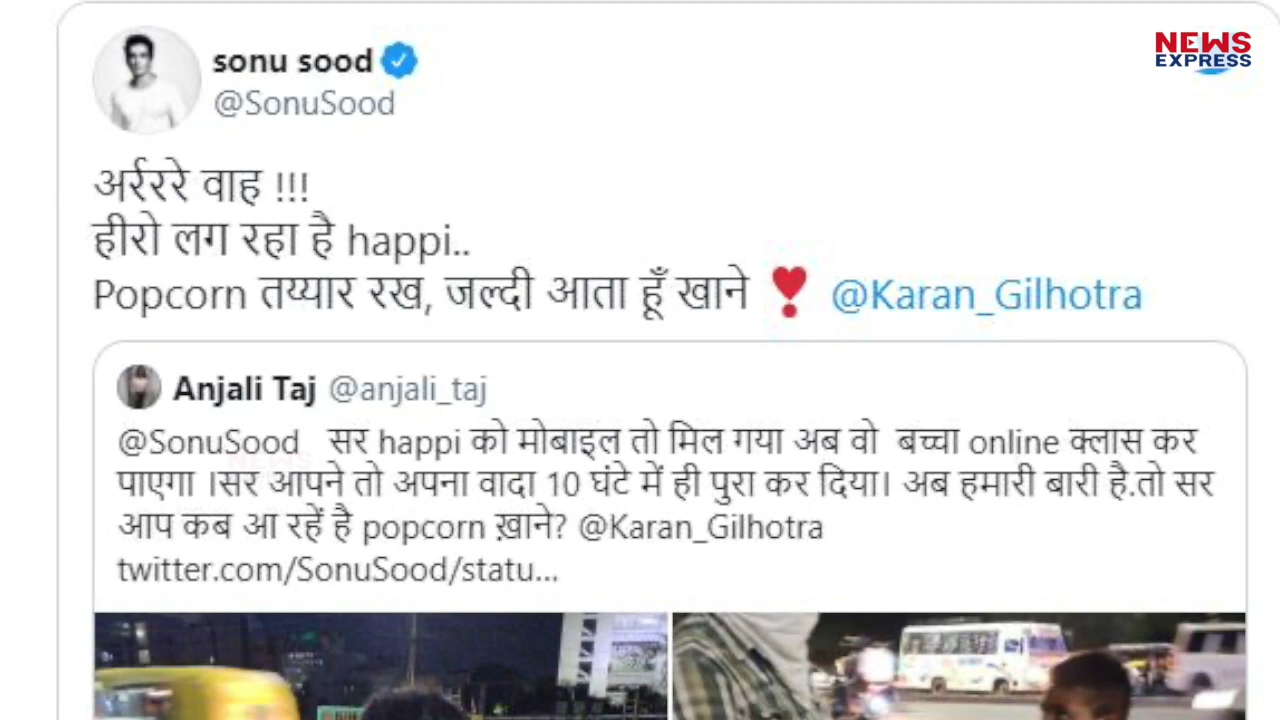 NEWS
EXPRESS
sonu sood
@SonuSood
अर्रररे वाह !!!
हीरो लग रहा है happi..
Popcorn तय्यार रख, जल्दी आता हूँ खाने ❣ @Karan_Gilhotra
Anjali Taj @anjali_taj
@SonuSood सर happi को मोबाइल तो मिल गया अब वो बच्चा online क्लास कर
पाएगा ।सर आपने तो अपना वादा 10 घंटे में ही पुरा कर दिया। अब हमारी बारी है.तो सर
आप कब आ रहें है popcorn ख़ाने? @Karan_Gilhotra
twitter.com/SonuSood/statu...